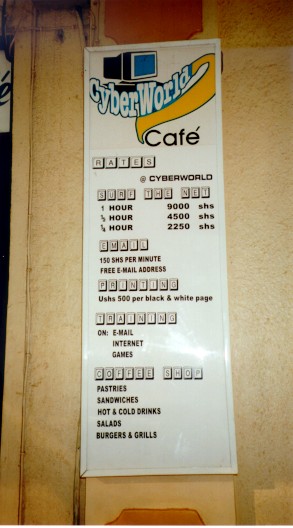 CyberWorld
Café
RATES
@ CYBERWORLD
SURF THE NET
1 HOUR 9000 shs
½ HOUR 4500 shs
¼ HOUR 2250 shs
EMAIL
150 SHS PER MINUTE
FREE E-MAIL ADDRESS
PRINTING
Ushs 500 per black & white page
TRAINING
ON: E-MAIL
INTERNET
GAMES
COFFEE SHOP
PASTRIES
SANDWICHES
HOT & COLD DRINKS
SALADS
BURGERS & GRILLS